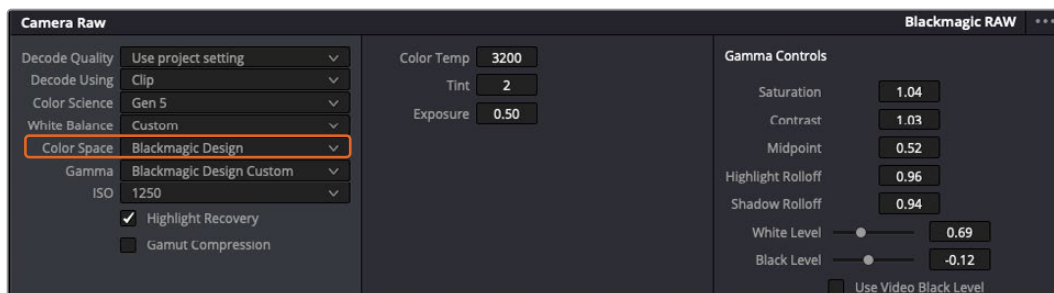 Camera Raw
Blackmagic RAW
Decode Quality Use project setting
Decode Using Clip
Color Science Gen 5
White Balance Custom
Color Space Blackmagic Design
Gamma Blackmagic Design Custom
ISO 1250
Highlight Recovery
Gamut Compression
Color Temp 3200
Tint 2
Exposure 0.50
Gamma Controls
Saturation 1.04
Contrast 1.03
Midpoint 0.52
Highlight Rolloff 0.96
Shadow Rolloff 0.94
White Level 0.69
Black Level -0.12
Use Video Black Level